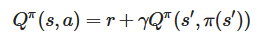 Q^π(s, a) = r + γQ^π(s′, π(s′))